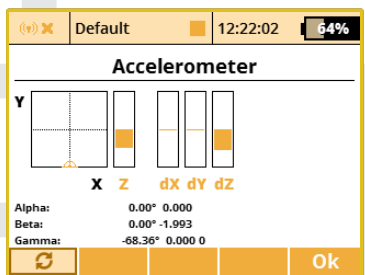 Default 12:22:02 64%
Accelerometer
Y
X Z dX dY dZ
Alpha: 0.00° 0.000
Beta: 0.00° -1.993
Gamma: -68.36° 0.000 0
Ok